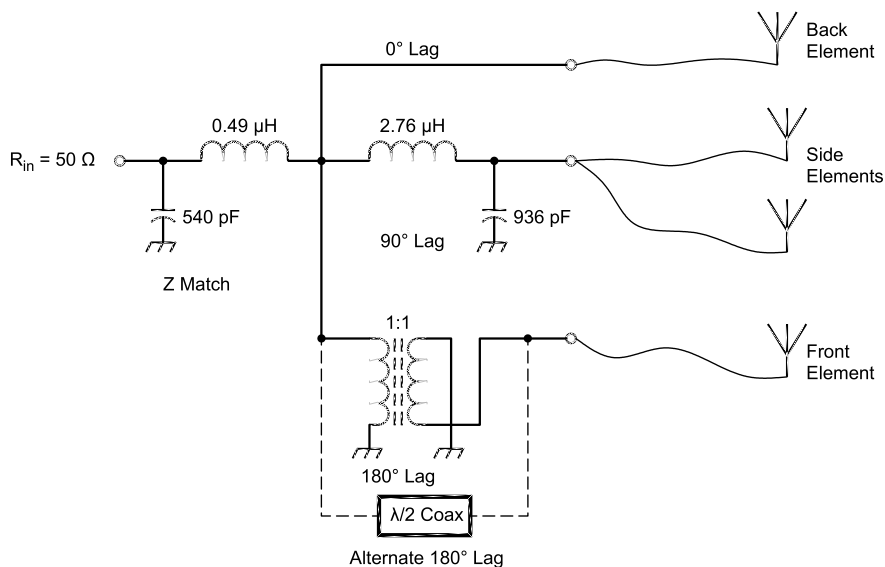 0° Lag
Back
Element
0.49 µH
2.76 µH
R_in = 50 Ω
Side
Elements
540 pF
936 pF
90° Lag
Z Match
1:1
Front
Element
180° Lag
λ/2 Coax
Alternate 180° Lag